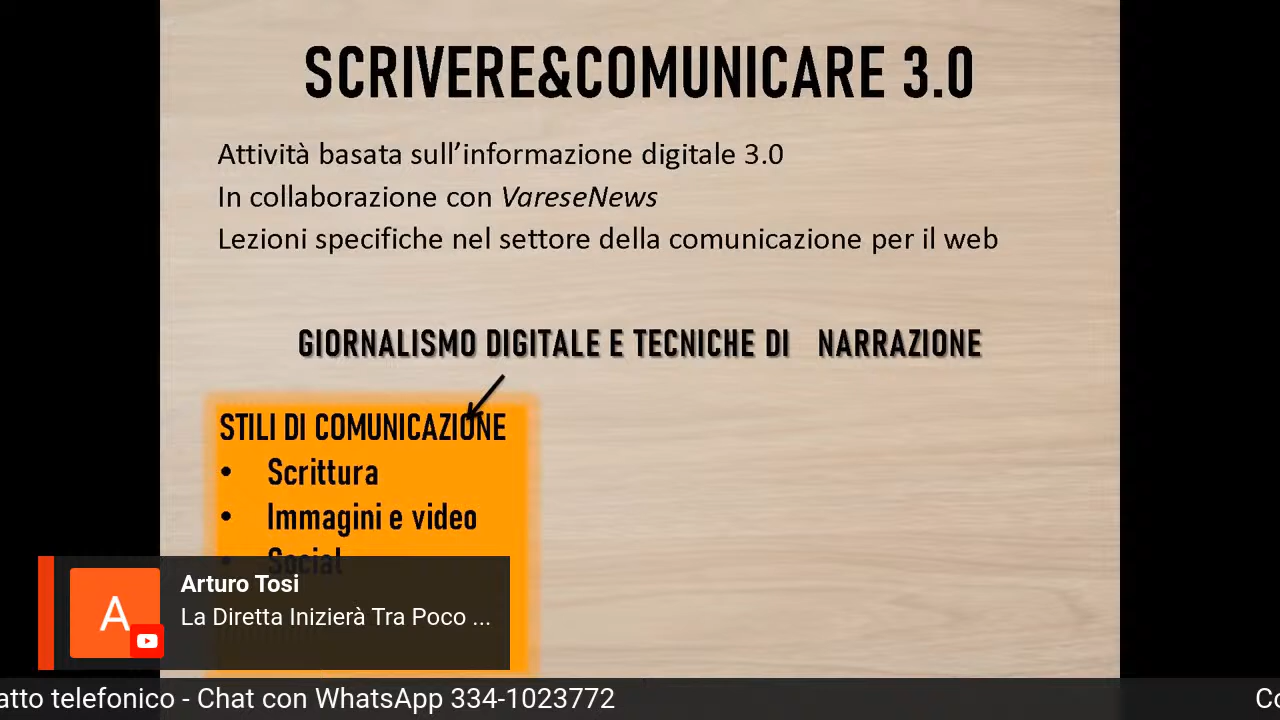 SCRIVERE&COMUNICARE 3.0
Attività basata sull’informazione digitale 3.0
In collaborazione con VareseNews
Lezioni specifiche nel settore della comunicazione per il web
GIORNALISMO DIGITALE E TECNICHE DI NARRAZIONE
STILI DI COMUNICAZIONE
• Scrittura
• Immagini e video
• Social
A
Arturo Tosi
La Diretta Inizierà Tra Poco ...
atto telefonico - Chat con WhatsApp 334-1023772
Co